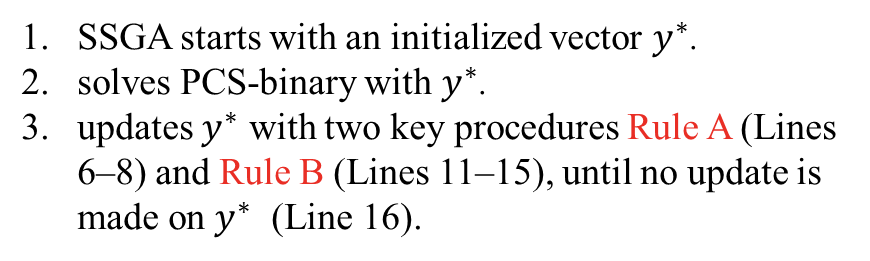 1. SSGA starts with an initialized vector y*.
2. solves PCS-binary with y*.
3. updates y* with two key procedures Rule A (Lines
6–8) and Rule B (Lines 11–15), until no update is
made on y* (Line 16).